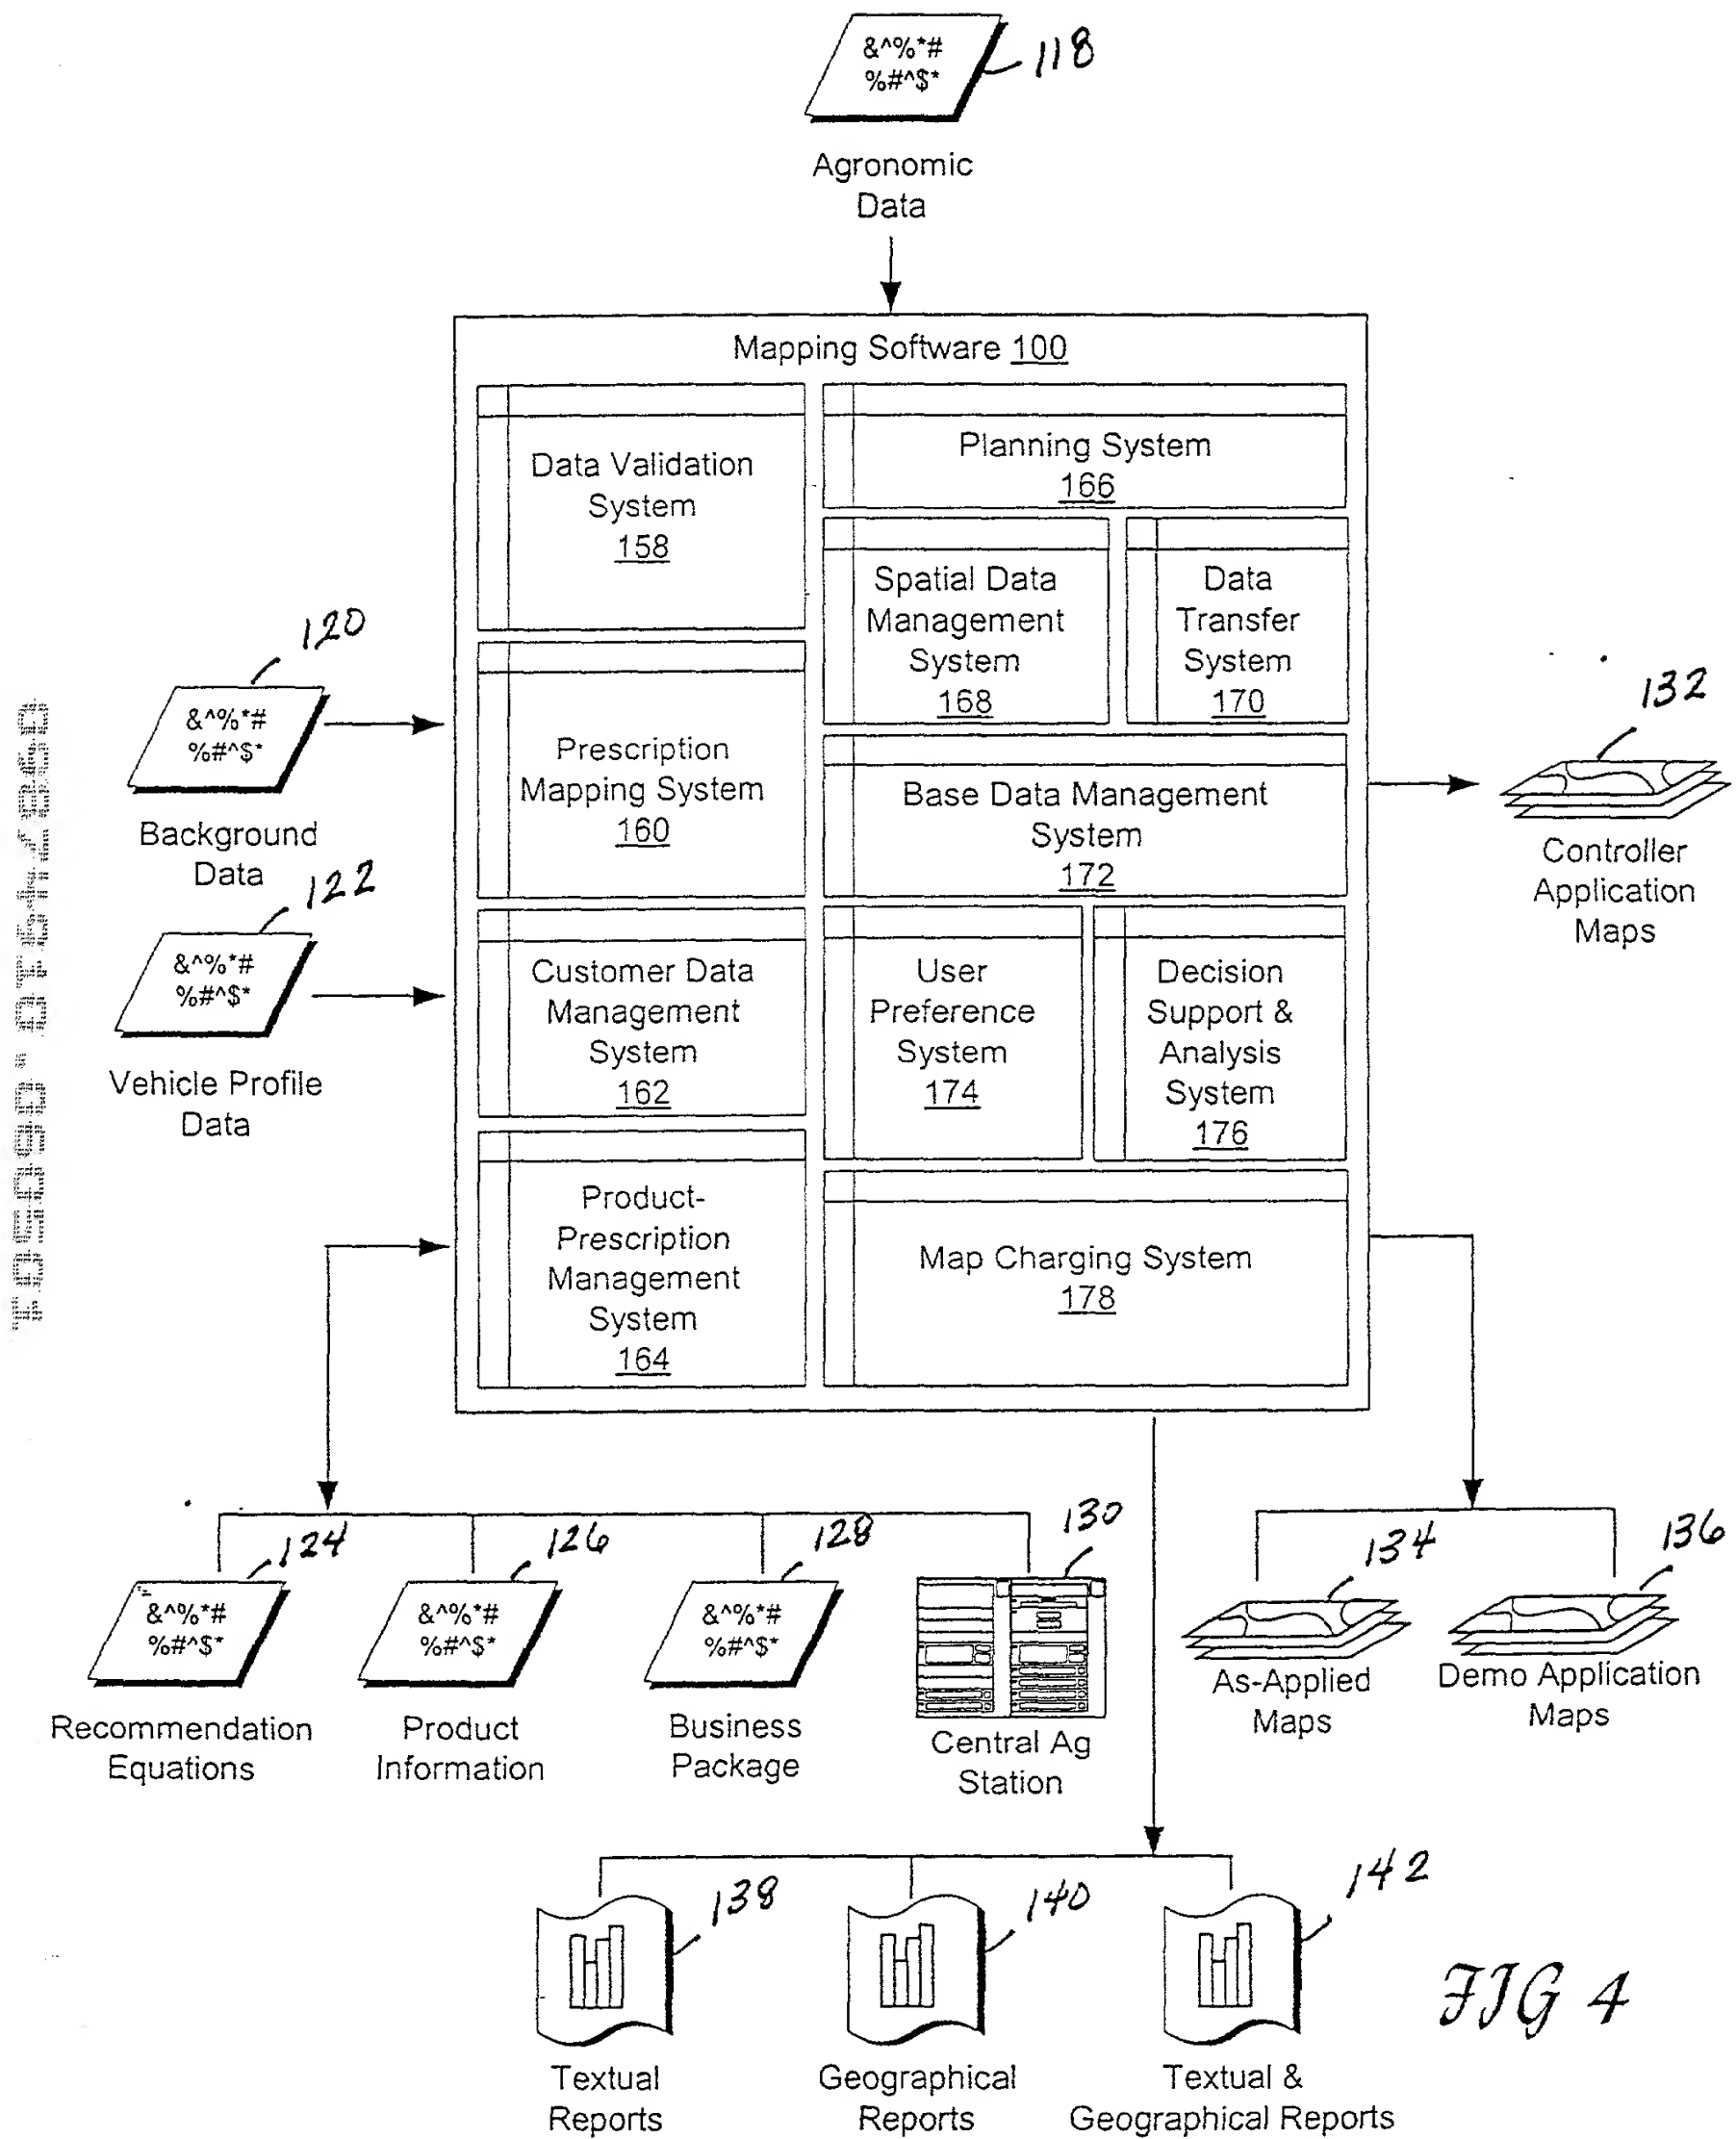 &^%*#
%#^$*
118
Agronomic
Data
Mapping Software 100
Data Validation
System
158
Planning System
166
Spatial Data
Management
System
168
Data
Transfer
System
170
120
&^%*#
%#^$*
Background
Data
Prescription
Mapping System
160
Base Data Management
System
172
132
Controller
Application
Maps
122
&^%*#
%#^$*
Vehicle Profile
Data
Customer Data
Management
System
162
User
Preference
System
174
Decision
Support &
Analysis
System
176
Product-
Prescription
Management
System
164
Map Charging System
178
124
&^%*#
%#^$*
Recommendation
Equations
126
&^%*#
%#^$*
Product
Information
128
&^%*#
%#^$*
Business
Package
130
Central Ag
Station
134
As-Applied
Maps
136
Demo Application
Maps
138
Textual
Reports
140
Geographical
Reports
142
Textual &
Geographical Reports
FIG 4